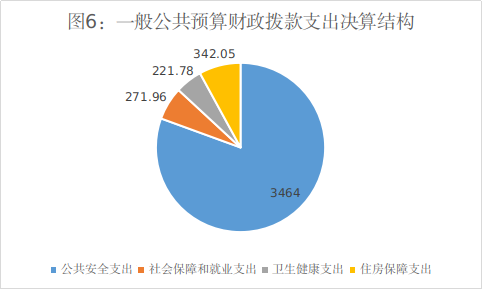 图6：一般公共预算财政拨款支出决算结构
342.05
221.78
271.96
3464
公共安全支出 社会保障和就业支出 卫生健康支出 住房保障支出